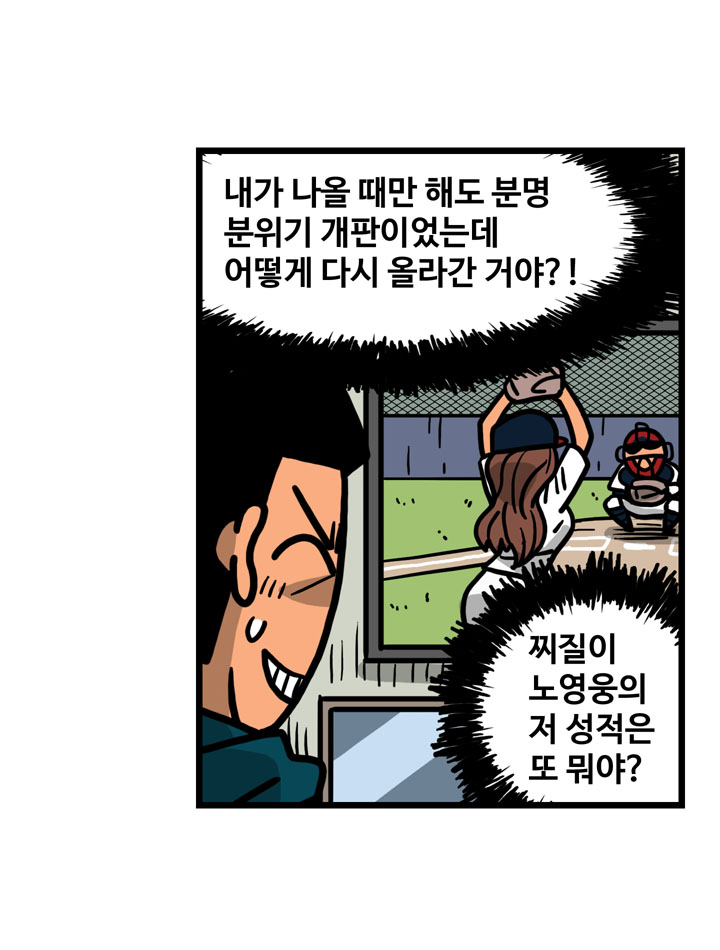 내가 나올 때만 해도 분명
분위기 개판이었는데
어떻게 다시 올라간 거야?!
찌질이
노영웅의
저 성적은
또 뭐야?